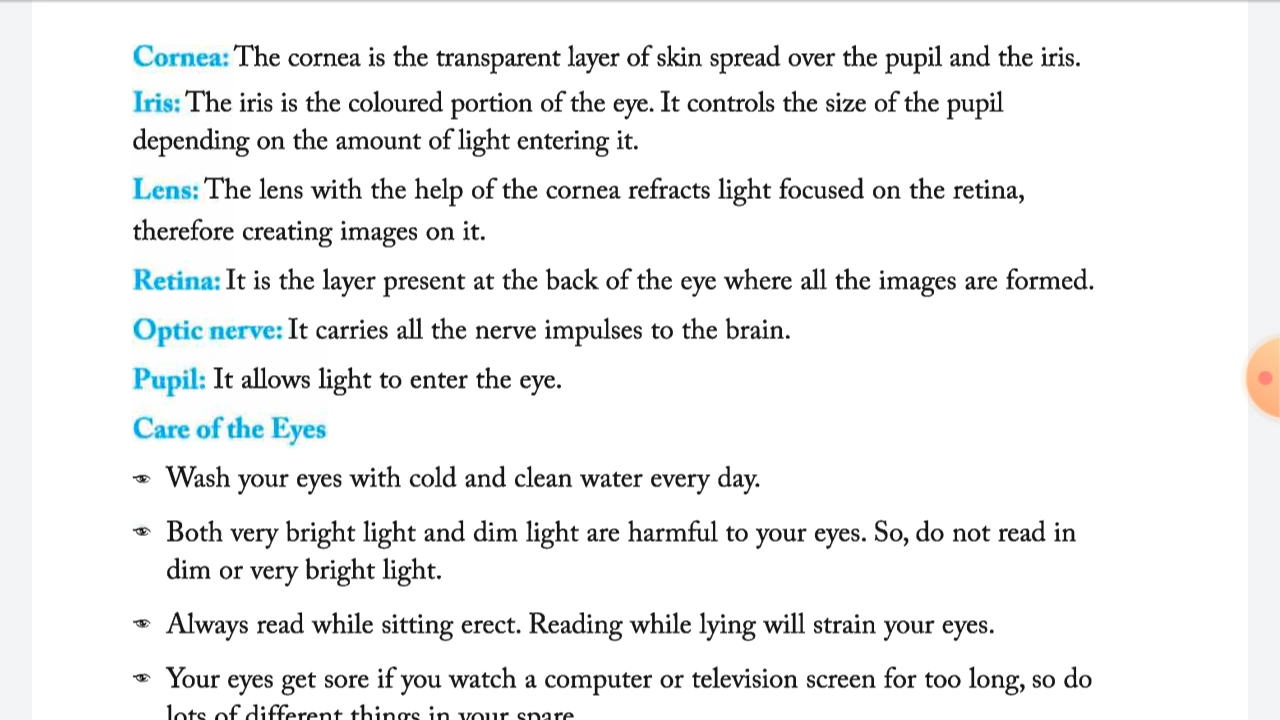 Cornea: The cornea is the transparent layer of skin spread over the pupil and the iris.
Iris: The iris is the coloured portion of the eye. It controls the size of the pupil
depending on the amount of light entering it.
Lens: The lens with the help of the cornea refracts light focused on the retina,
therefore creating images on it.
Retina: It is the layer present at the back of the eye where all the images are formed.
Optic nerve: It carries all the nerve impulses to the brain.
Pupil: It allows light to enter the eye.
Care of the Eyes
Wash your eyes with cold and clean water every day.
Both very bright light and dim light are harmful to your eyes. So, do not read in
dim or very bright light.
Always read while sitting erect. Reading while lying will strain your eyes.
Your eyes get sore if you watch a computer or television screen for too long, so do
lots of different things in your spare